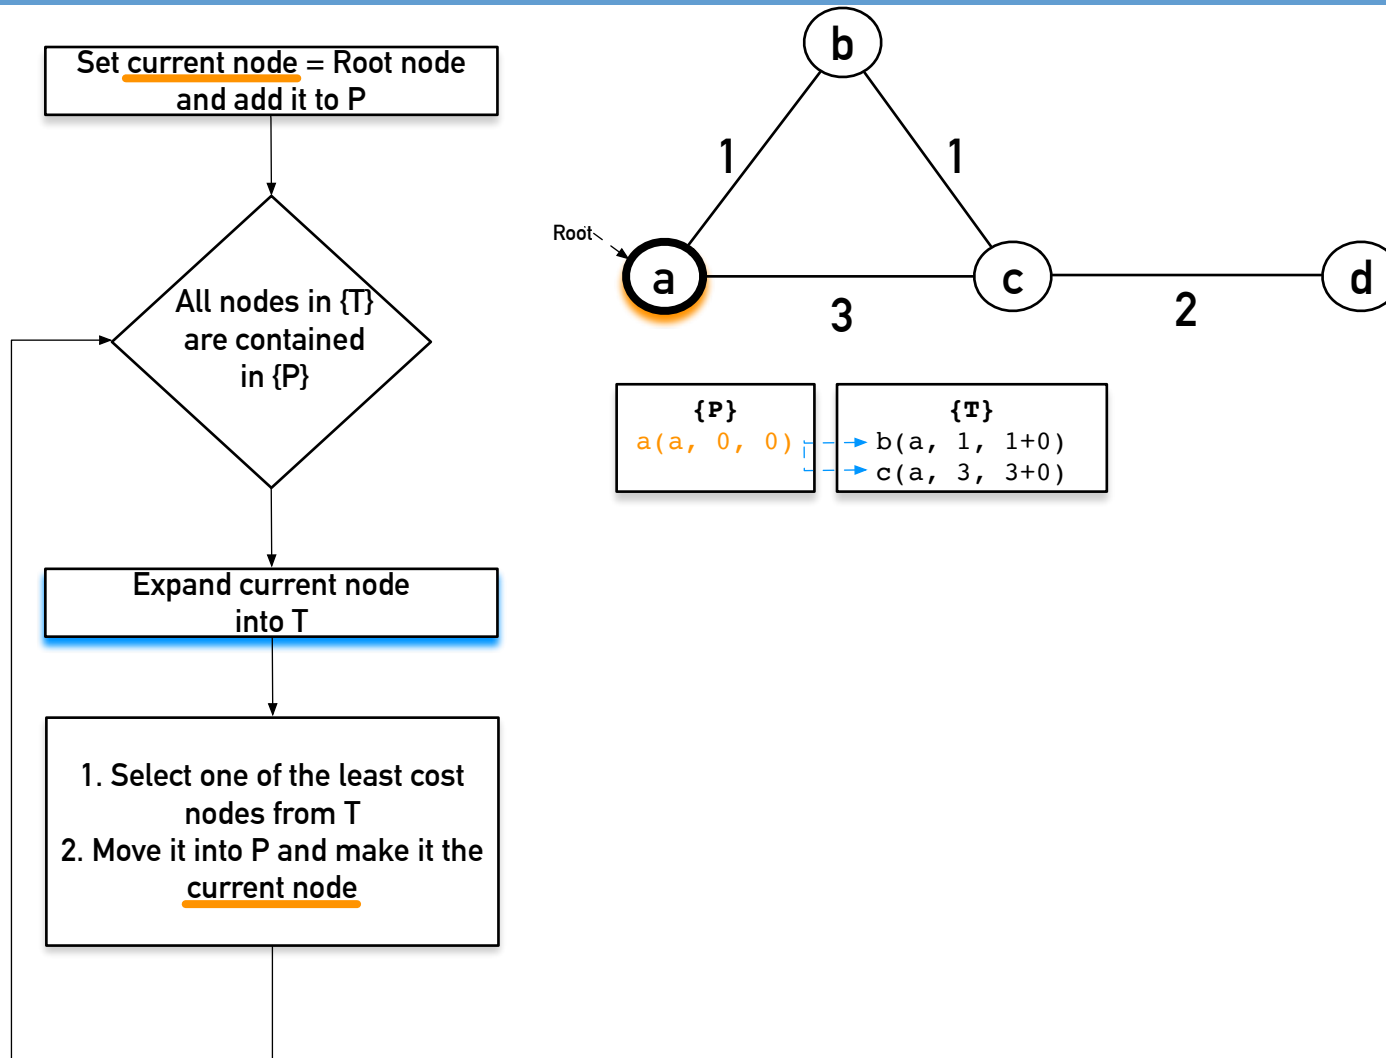 Set current node = Root node
and add it to P
All nodes in {T}
are contained
in {P}
Expand current node
into T
1. Select one of the least cost
nodes from T
2. Move it into P and make it the
current node
b
1
1
Root
a
c
d
3
2
{P}
a(a, 0, 0)
{T}
b(a, 1, 1+0)
c(a, 3, 3+0)